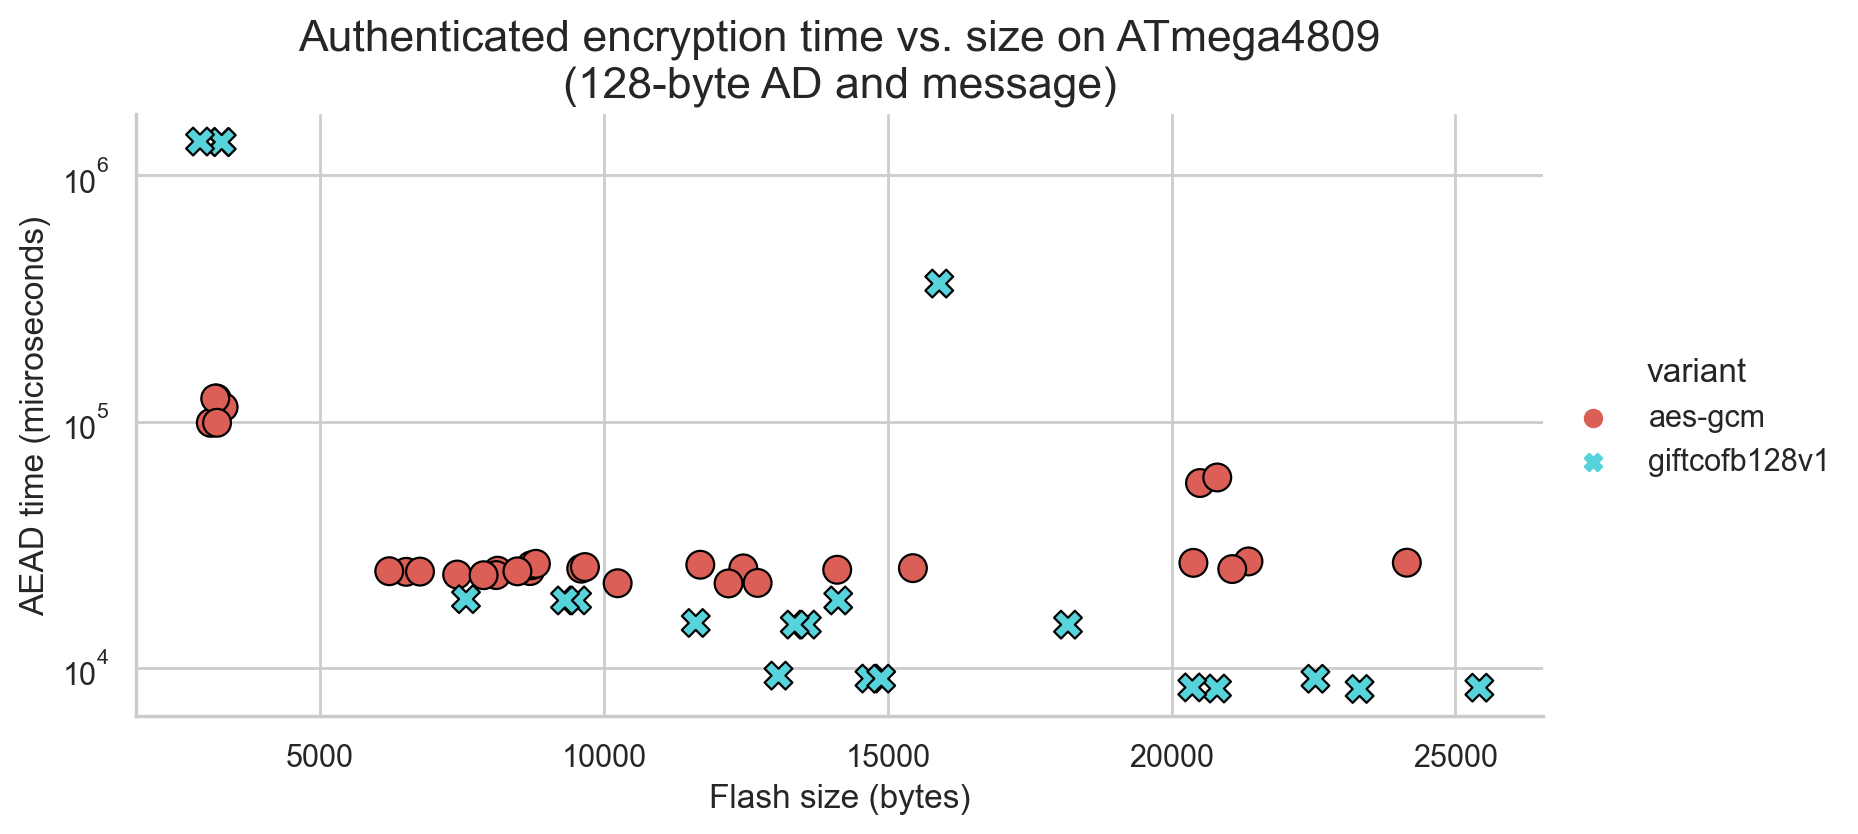 Authenticated encryption time vs. size on ATmega4809
(128-byte AD and message)
10^6
10^5
10^4
AEAD time (microseconds)
5000 10000 15000 20000 25000
Flash size (bytes)
variant
aes-gcm
giftcofb128v1